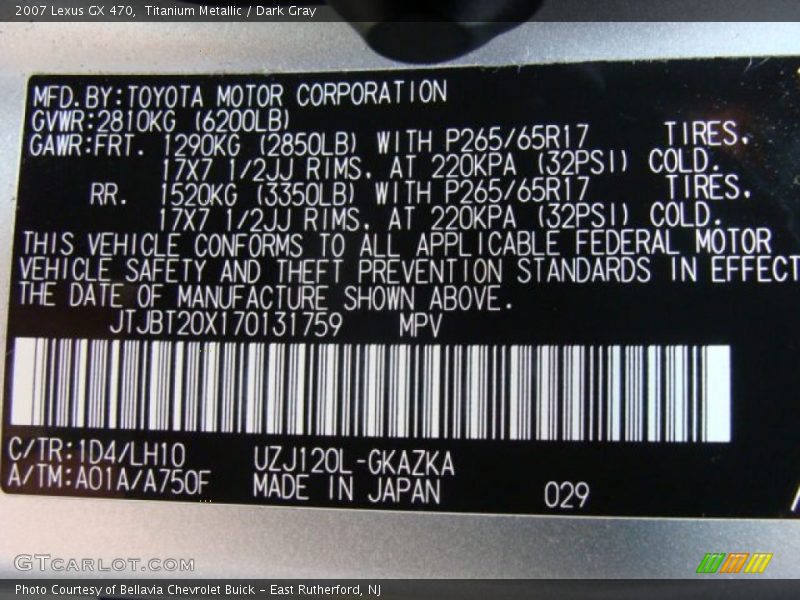 2007 Lexus GX 470,  Titanium Metallic / Dark Gray
MFD.BY:TOYOTA MOTOR CORPORATION
GVWR:2810KG (6200LB)
GAWR:FRT. 1290KG (2850LB) WITH P265/65R17 TIRES,
17X7 1/2JJ RIMS, AT 220KPA (32PSI) COLD.
RR. 1520KG (3350LB) WITH P265/65R17 TIRES,
17X7 1/2JJ RIMS, AT 220KPA (32PSI) COLD.
THIS VEHICLE CONFORMS TO ALL APPLICABLE FEDERAL MOTOR
VEHICLE SAFETY AND THEFT PREVENTION STANDARDS IN EFFECT
THE DATE OF MANUFACTURE SHOWN ABOVE.
JTJBT20X170131759 MPV
C/TR:1D4/LH10 UZJ120L-GKAZKA
A/TM:A01A/A750F MADE IN JAPAN 029
GTCARLOT.COM
Photo Courtesy of Bellavia Chevrolet Buick – East Rutherford, NJ